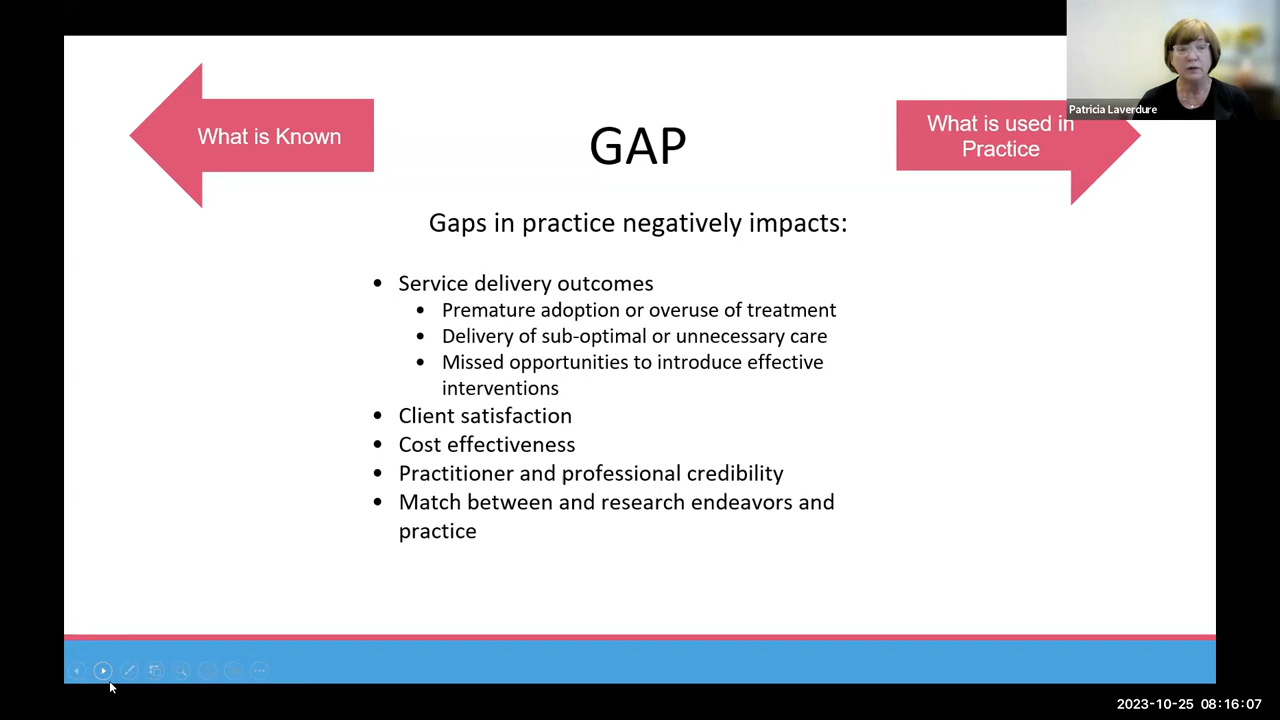 What is Known
GAP
What is used in
Practice
Patricia Laverdure
Gaps in practice negatively impacts:
• Service delivery outcomes
• Premature adoption or overuse of treatment
• Delivery of sub-optimal or unnecessary care
• Missed opportunities to introduce effective
interventions
• Client satisfaction
• Cost effectiveness
• Practitioner and professional credibility
• Match between and research endeavors and
practice
2023-10-25 08:16:07